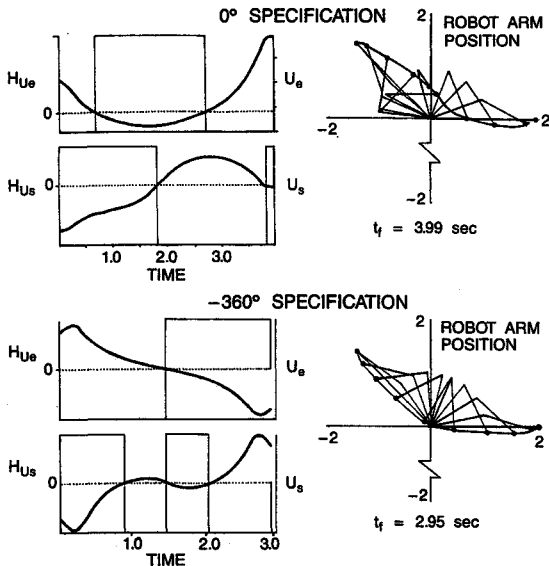 0° SPECIFICATION
H_Ue
0
U_e
H_Us
0
U_s
1.0
2.0
3.0
TIME
2
ROBOT ARM
POSITION
-2
2
-2
t_f = 3.99 sec
−360° SPECIFICATION
H_Ue
0
U_e
H_Us
0
U_s
1.0
2.0
3.0
TIME
2
ROBOT ARM
POSITION
-2
2
-2
t_f = 2.95 sec